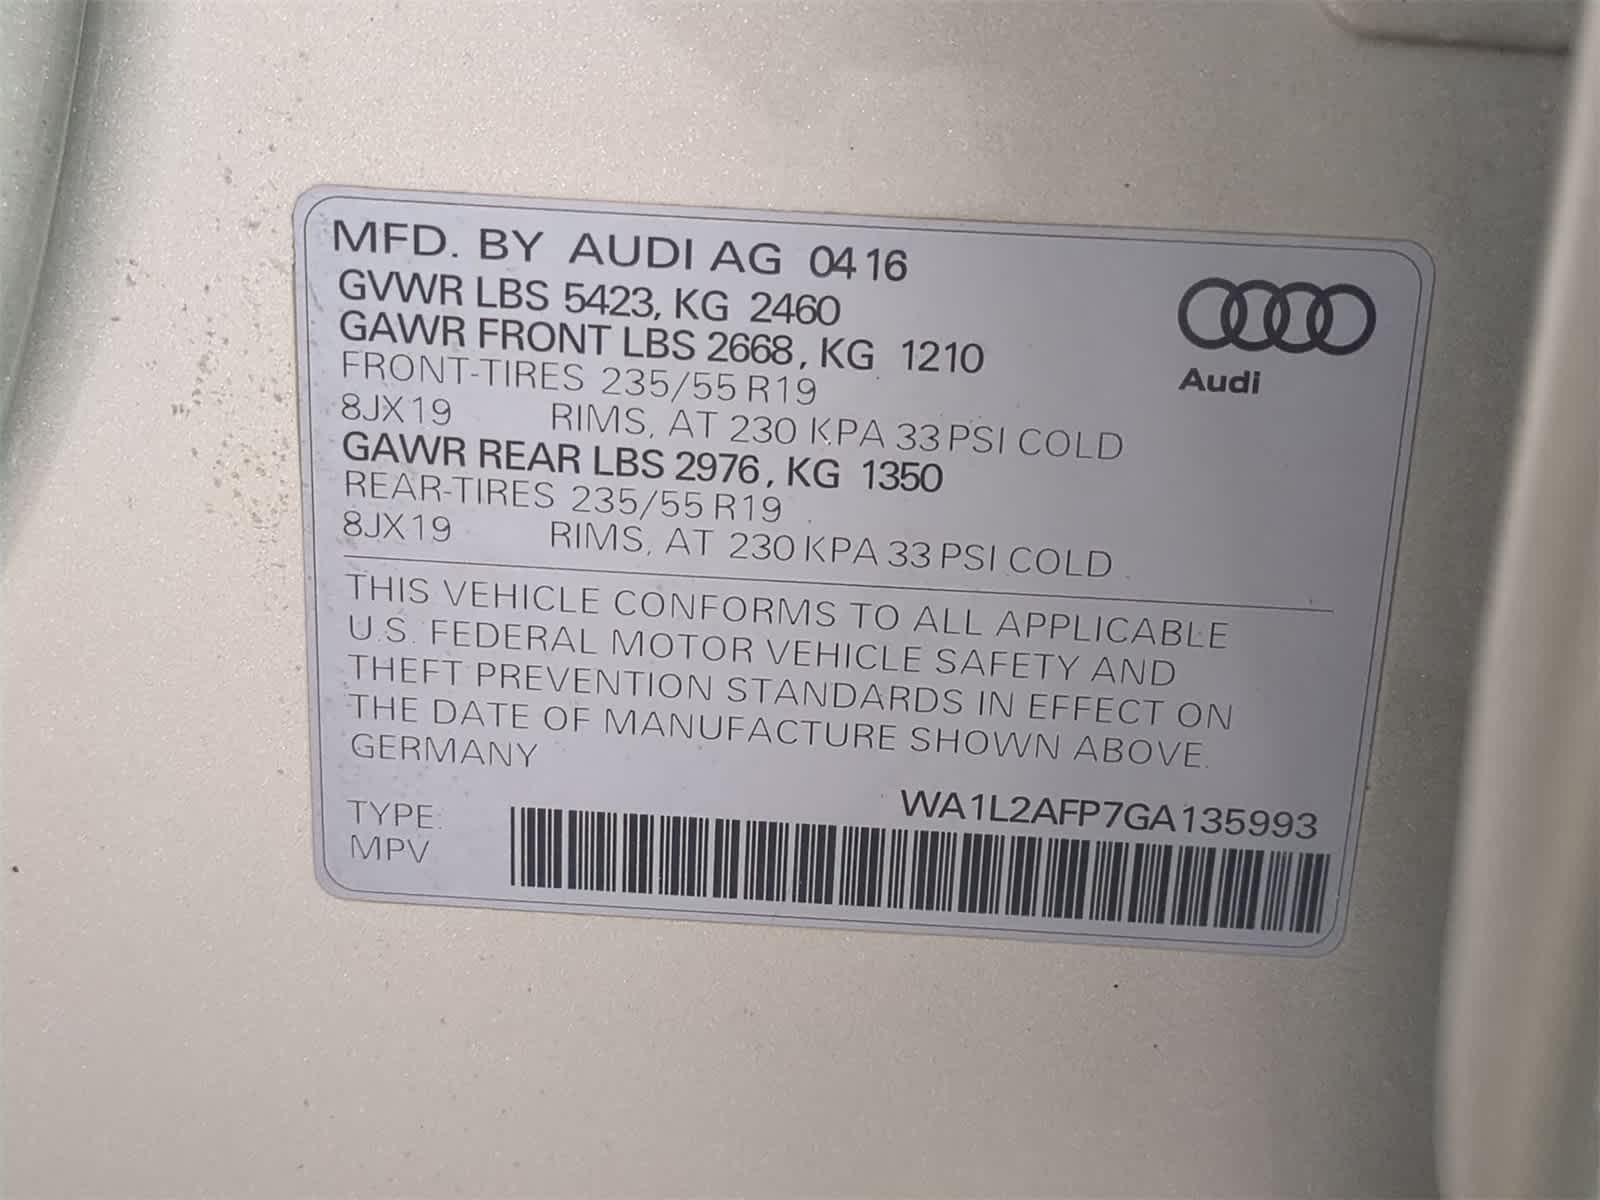 MFD. BY AUDI AG 0416
GVWR LBS 5423, KG 2460
GAWR FRONT LBS 2668, KG 1210
FRONT-TIRES 235/55 R19
8JX19 RIMS, AT 230 KPA 33 PSI COLD
GAWR REAR LBS 2976, KG 1350
REAR-TIRES 235/55 R19
8JX19 RIMS, AT 230 KPA 33 PSI COLD
Audi
THIS VEHICLE CONFORMS TO ALL APPLICABLE
U.S. FEDERAL MOTOR VEHICLE SAFETY AND
THEFT PREVENTION STANDARDS IN EFFECT ON
THE DATE OF MANUFACTURE SHOWN ABOVE.
GERMANY
WA1L2AFP7GA135993
TYPE:
MPV